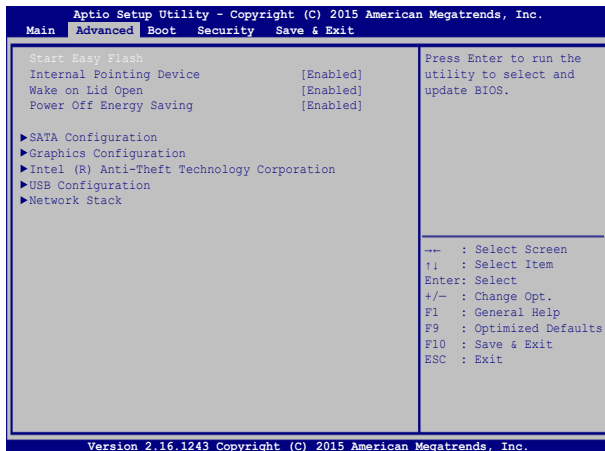 Aptio Setup Utility - Copyright (C) 2015 American Megatrends, Inc.
Main Advanced Boot Security Save & Exit
Start Easy Flash
Internal Pointing Device [Enabled]
Wake on Lid Open [Enabled]
Power Off Energy Saving [Enabled]
▶SATA Configuration
▶Graphics Configuration
▶Intel (R) Anti-Theft Technology Corporation
▶USB Configuration
▶Network Stack
Press Enter to run the
utility to select and
update BIOS.
→← : Select Screen
↑↓ : Select Item
Enter: Select
+/— : Change Opt.
F1 : General Help
F9 : Optimized Defaults
F10 : Save & Exit
ESC : Exit
Version 2.16.1243 Copyright (C) 2015 American Megatrends, Inc.